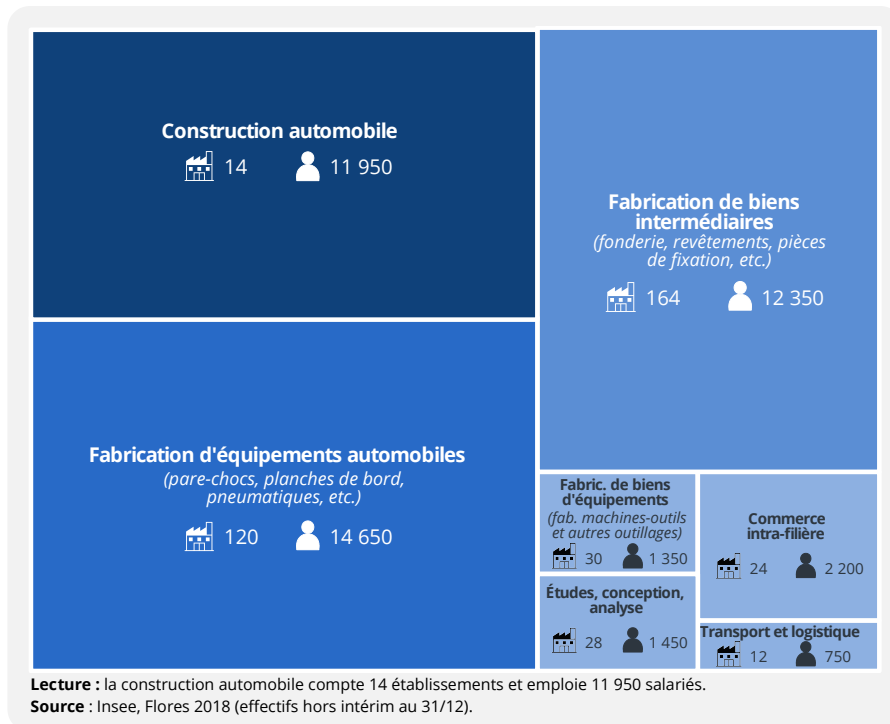 Construction automobile
14 11 950
Fabrication de biens
intermédiaires
(fonderie, revêtements, pièces
de fixation, etc.)
164 12 350
Fabrication d'équipements automobiles
(pare-chocs, planches de bord,
pneumatiques, etc.)
120 14 650
Fabric. de biens
d'équipements
(fab. machines-outils
et autres outillages)
30 1 350
Commerce
intra-filière
24 2 200
Études, conception,
analyse
28 1 450
Transport et logistique
12 750
Lecture : la construction automobile compte 14 établissements et emploie 11 950 salariés.
Source : Insee, Flores 2018 (effectifs hors intérim au 31/12).